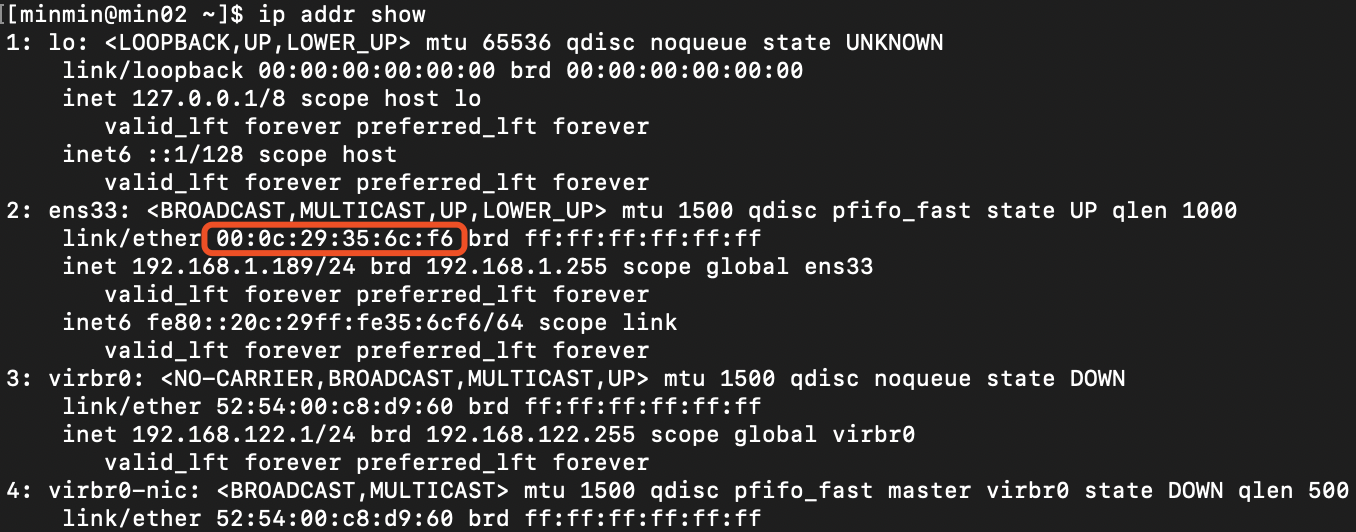 [[minmin@min02 ~]$ ip addr show
1: lo: <LOOPBACK,UP,LOWER_UP> mtu 65536 qdisc noqueue state UNKNOWN
    link/loopback 00:00:00:00:00:00 brd 00:00:00:00:00:00
    inet 127.0.0.1/8 scope host lo
       valid_lft forever preferred_lft forever
    inet6 ::1/128 scope host
       valid_lft forever preferred_lft forever
2: ens33: <BROADCAST,MULTICAST,UP,LOWER_UP> mtu 1500 qdisc pfifo_fast state UP qlen 1000
    link/ether 00:0c:29:35:6c:f6 brd ff:ff:ff:ff:ff:ff
    inet 192.168.1.189/24 brd 192.168.1.255 scope global ens33
       valid_lft forever preferred_lft forever
    inet6 fe80::20c:29ff:fe35:6cf6/64 scope link
       valid_lft forever preferred_lft forever
3: virbr0: <NO-CARRIER,BROADCAST,MULTICAST,UP> mtu 1500 qdisc noqueue state DOWN
    link/ether 52:54:00:c8:d9:60 brd ff:ff:ff:ff:ff:ff
    inet 192.168.122.1/24 brd 192.168.122.255 scope global virbr0
       valid_lft forever preferred_lft forever
4: virbr0-nic: <BROADCAST,MULTICAST> mtu 1500 qdisc pfifo_fast master virbr0 state DOWN qlen 500
    link/ether 52:54:00:c8:d9:60 brd ff:ff:ff:ff:ff:ff